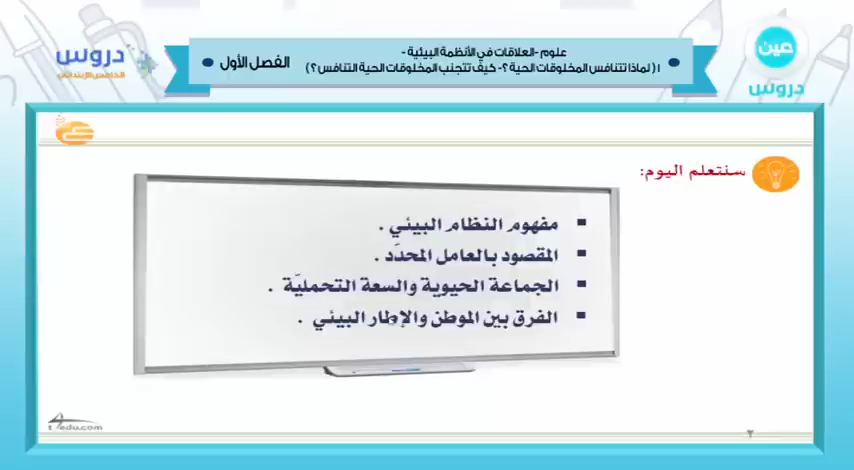 عين
دروس
علوم -العلاقات في الأنظمة البيئية -
١( لماذا تتنافس المخلوقات الحية ؟- كيف تتجنب المخلوقات الحية التنافس ؟)
الفصل الأول
دروس
الخامس الإبتدائي
سنتعلم اليوم:
▪ مفهوم النظام البيئي .
▪ المقصود بالعامل المحدّد .
▪ الجماعة الحيوية والسعة التحمليّة .
▪ الفرق بين الموطن والإطار البيئي .
t4edu.com
٢